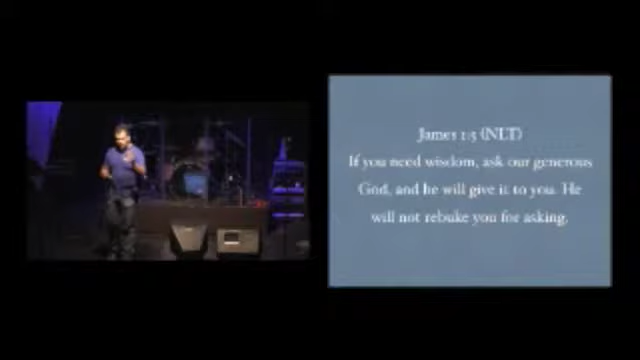 James 1:5 (NLT)
If you need wisdom, ask our generous
God, and he will give it to you. He
will not rebuke you for asking.